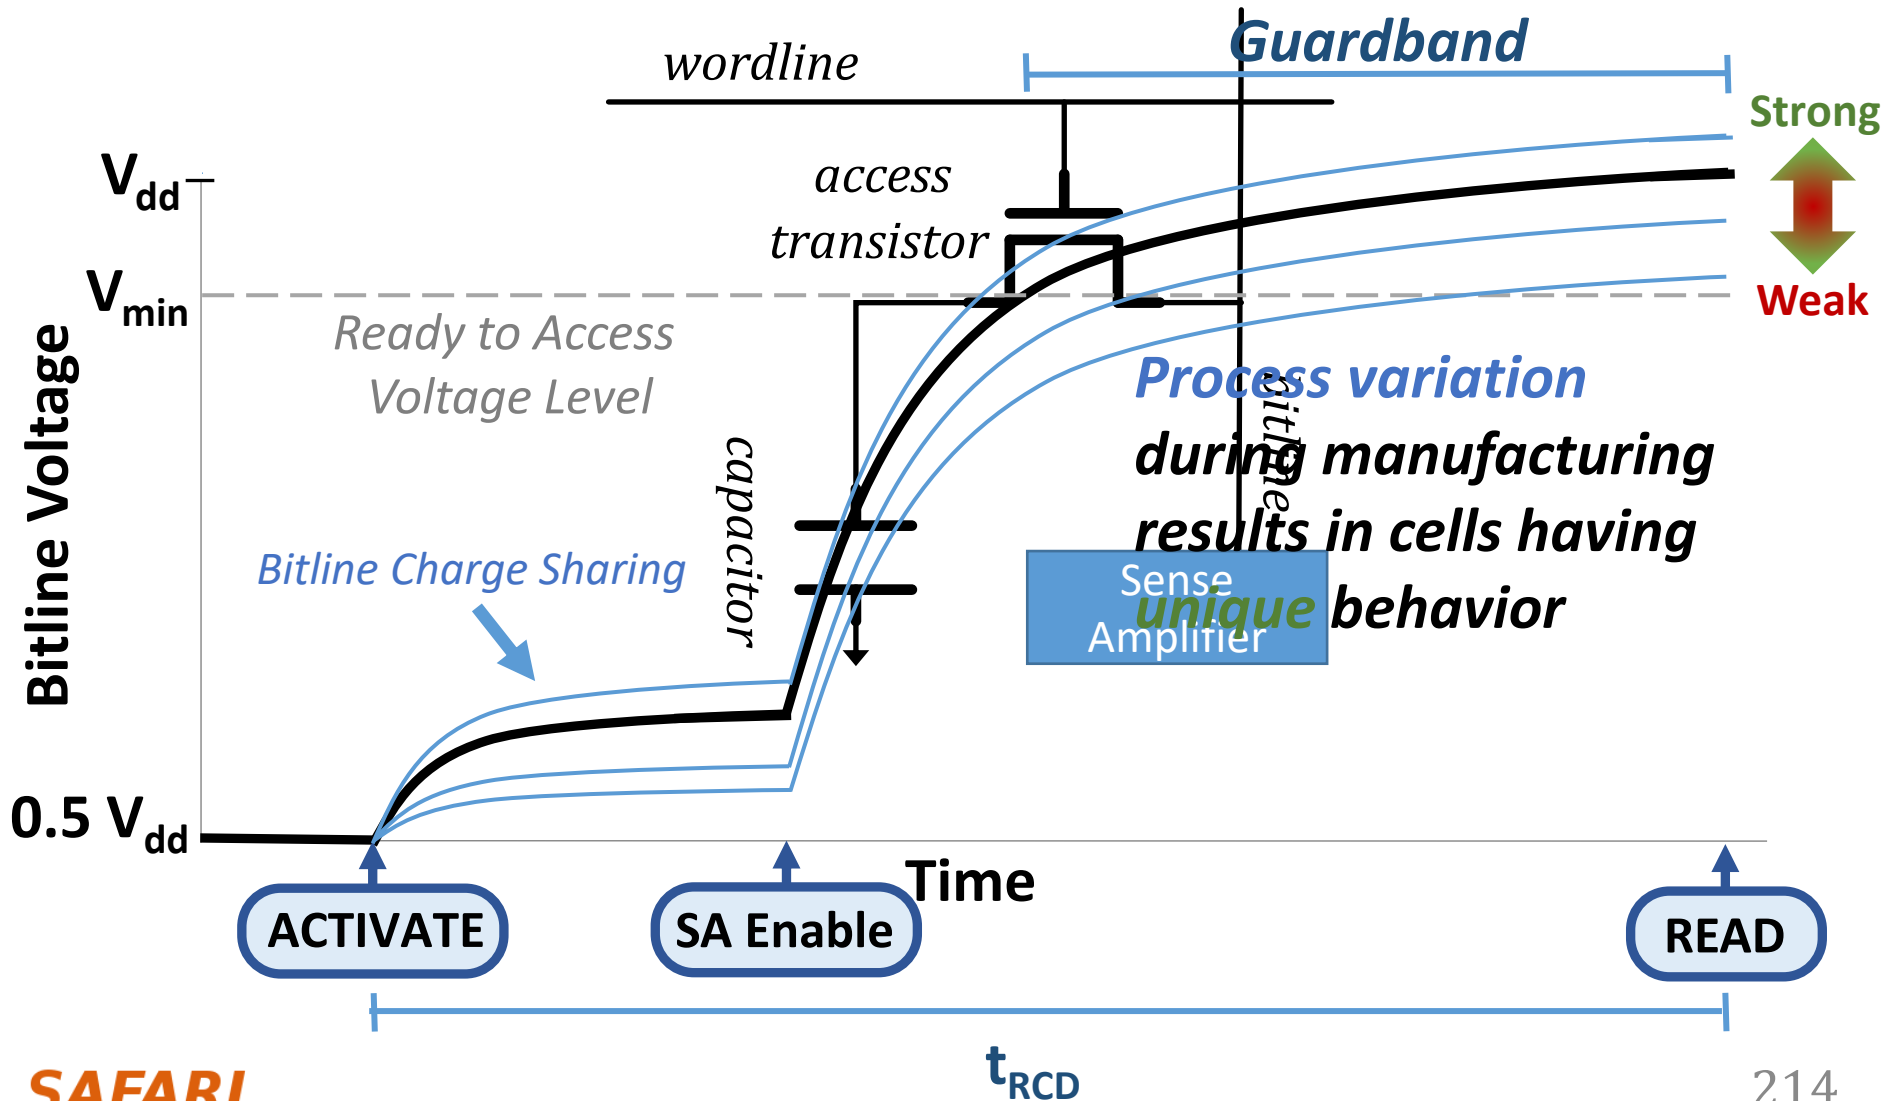 Guardband
wordline
Strong
access
transistor
Vdd
Vmin
Weak
Ready to Access
Voltage Level
Bitline Voltage
Process variation
during manufacturing
results in cells having
unique behavior
bitline
capacitor
Bitline Charge Sharing
Sense
Amplifier
0.5 Vdd
Time
ACTIVATE
SA Enable
READ
tRCD
SAFARI
214